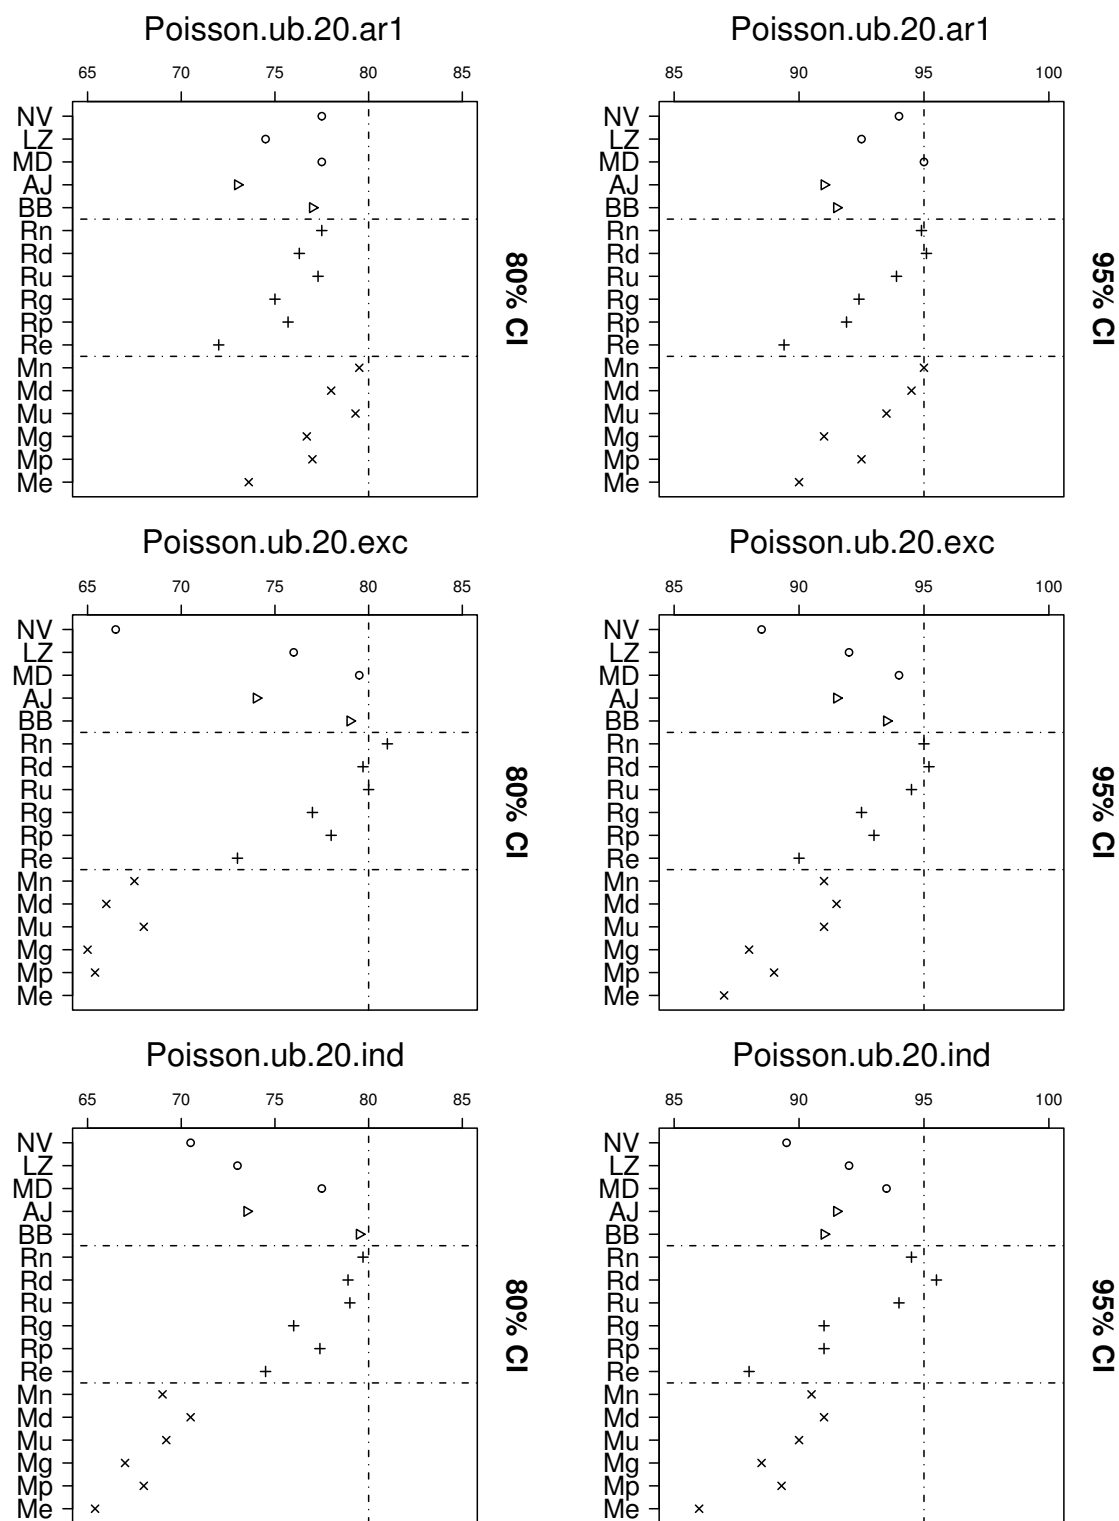 Poisson.ub.20.ar1
65 70 75 80 85
NV
LZ
MD
AJ
BB
Rn
Rd
Ru
Rg
Rp
Re
Mn
Md
Mu
Mg
Mp
Me
80% CI
Poisson.ub.20.ar1
85 90 95 100
NV
LZ
MD
AJ
BB
Rn
Rd
Ru
Rg
Rp
Re
Mn
Md
Mu
Mg
Mp
Me
95% CI
Poisson.ub.20.exc
65 70 75 80 85
NV
LZ
MD
AJ
BB
Rn
Rd
Ru
Rg
Rp
Re
Mn
Md
Mu
Mg
Mp
Me
80% CI
Poisson.ub.20.exc
85 90 95 100
NV
LZ
MD
AJ
BB
Rn
Rd
Ru
Rg
Rp
Re
Mn
Md
Mu
Mg
Mp
Me
95% CI
Poisson.ub.20.ind
65 70 75 80 85
NV
LZ
MD
AJ
BB
Rn
Rd
Ru
Rg
Rp
Re
Mn
Md
Mu
Mg
Mp
Me
80% CI
Poisson.ub.20.ind
85 90 95 100
NV
LZ
MD
AJ
BB
Rn
Rd
Ru
Rg
Rp
Re
Mn
Md
Mu
Mg
Mp
Me
95% CI